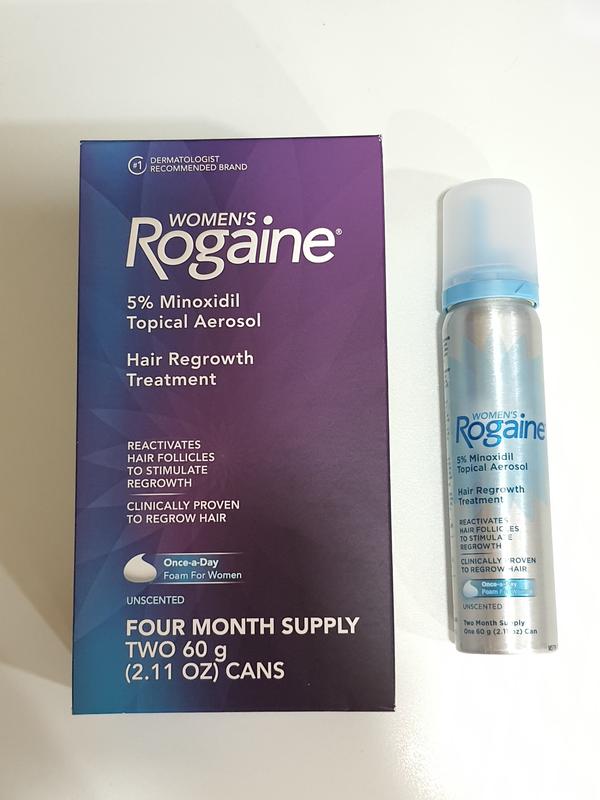 #1 DERMATOLOGIST
RECOMMENDED BRAND
WOMEN'S
Rogaine®
5% Minoxidil
Topical Aerosol
Hair Regrowth
Treatment
REACTIVATES
HAIR FOLLICLES
TO STIMULATE
REGROWTH
CLINICALLY PROVEN
TO REGROW HAIR
Once-a-Day
Foam For Women
UNSCENTED
FOUR MONTH SUPPLY
TWO 60 g
(2.11 OZ) CANS
WOMEN'S
Rogaine
5% Minoxidil
Topical Aerosol
Hair Regrowth
Treatment
REACTIVATES
HAIR FOLLICLES
TO STIMULATE
REGROWTH
CLINICALLY PROVEN
TO REGROW HAIR
Once-a-Day
Foam For Women
UNSCENTED
Two Month Supply
One 60 g (2.11 oz) Can